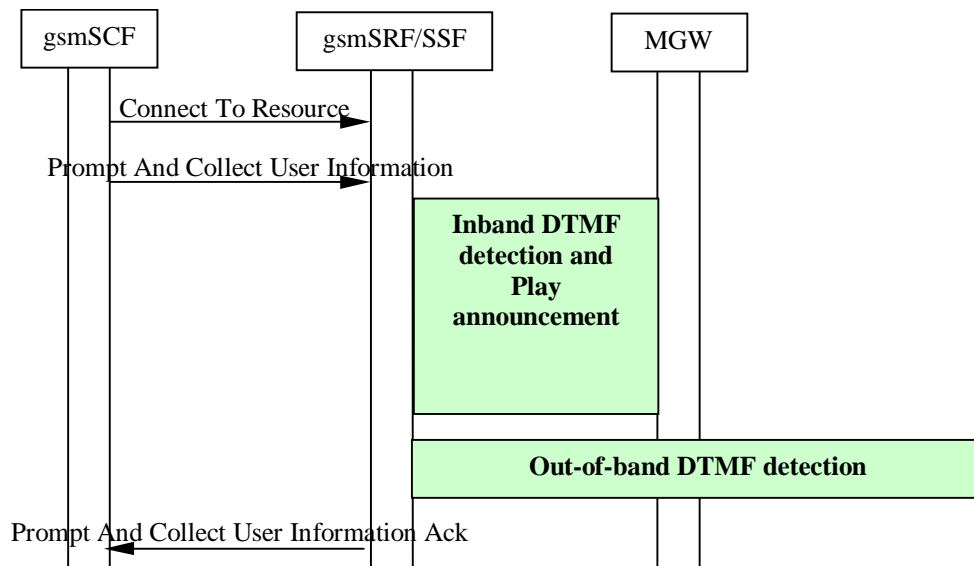 gsmSCF
gsmSRF/SSF
MGW
Connect To Resource
Prompt And Collect User Information
Inband DTMF
detection and
Play
announcement
Out-of-band DTMF detection
Prompt And Collect User Information Ack